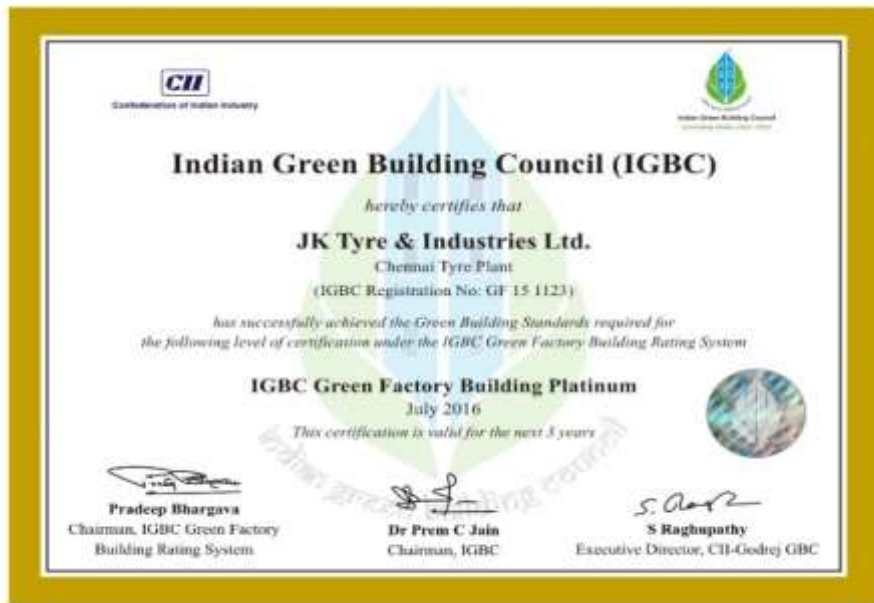 CII
Confederation of Indian Industry
Indian Green Building Council
Indian Green Building Council (IGBC)
hereby certifies that
JK Tyre & Industries Ltd.
Chennai Tyre Plant
(IGBC Registration No: GF 15 1123)
has successfully achieved the Green Building Standards required for
the following level of certification under the IGBC Green Factory Building Rating System
IGBC Green Factory Building Platinum
July 2016
This certification is valid for the next 3 years
indian green building council
Pradeep Bhargava
Chairman, IGBC Green Factory
Building Rating System
Dr Prem C Jain
Chairman, IGBC
S Raghupathy
Executive Director, CII-Godrej GBC